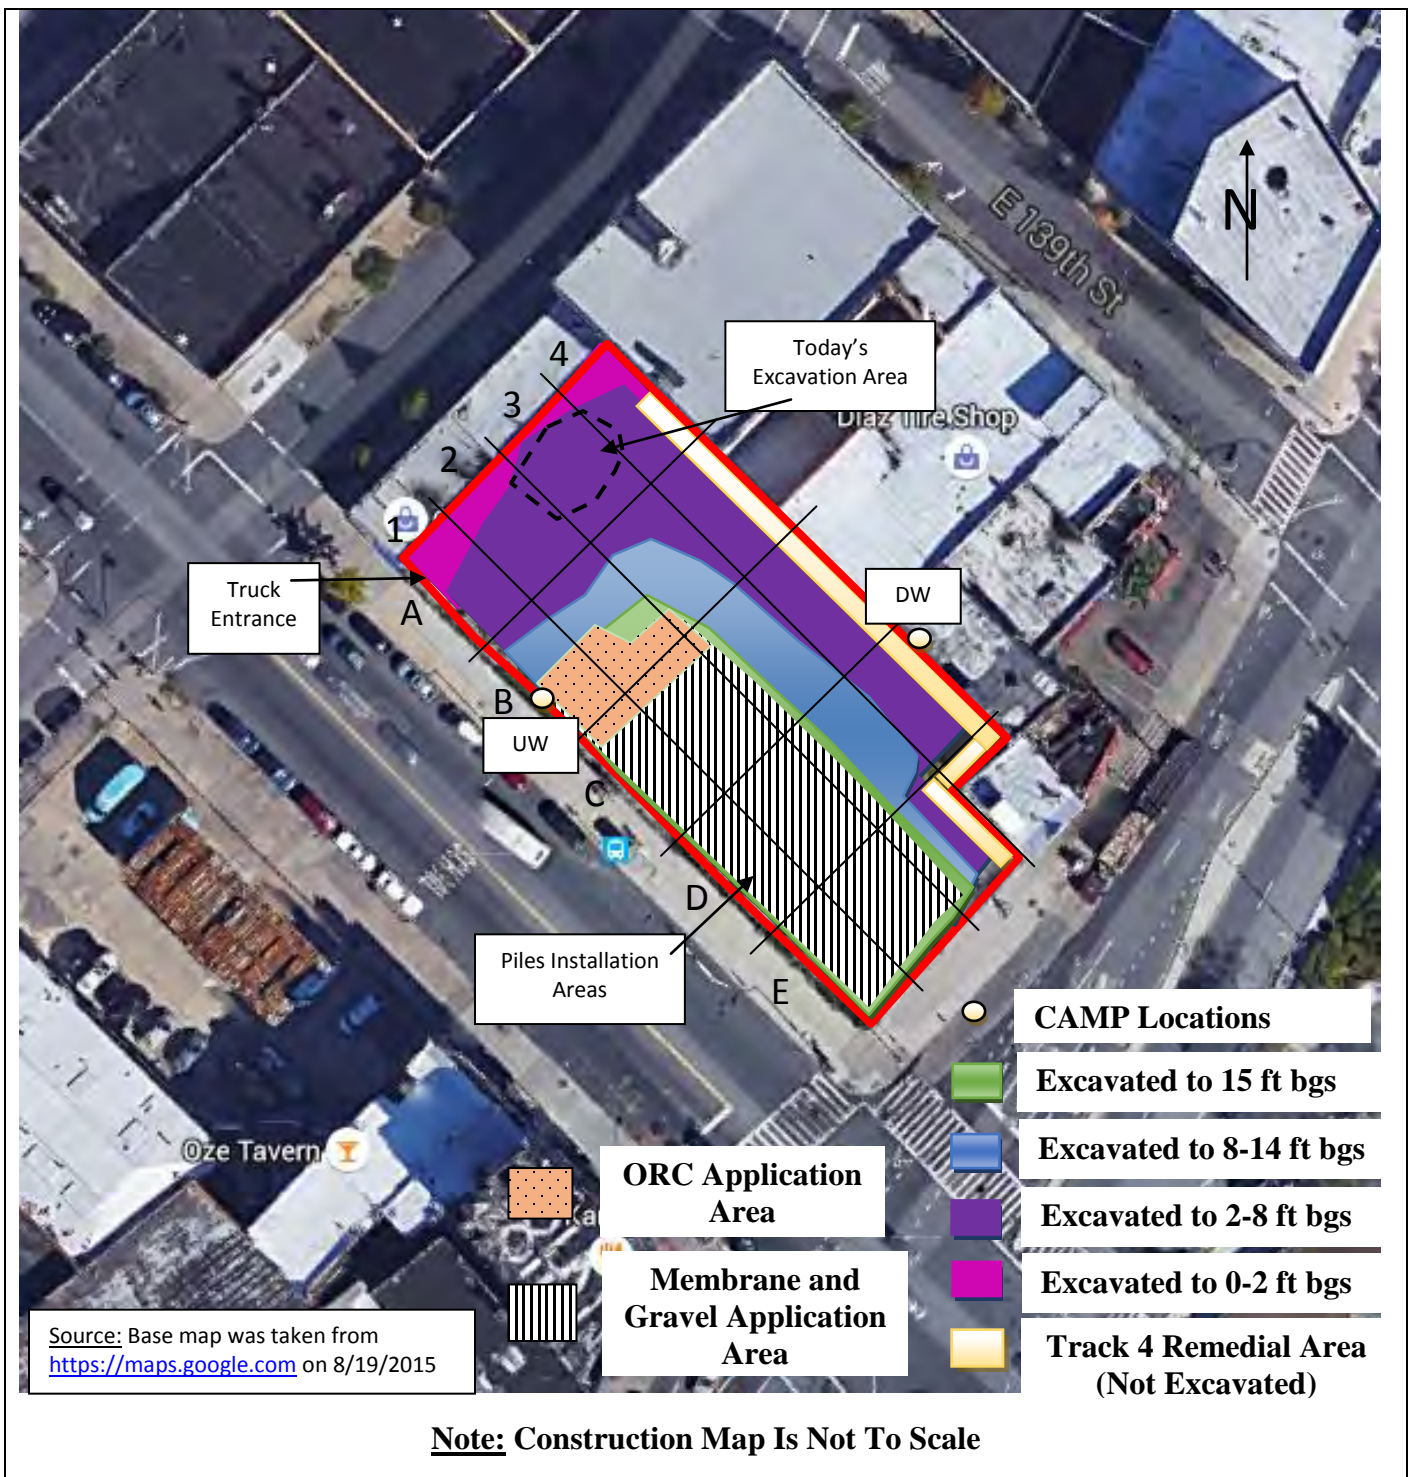 E 139th St
N
Today's
Excavation Area
4
3
2
1
Diaz Tire Shop
Truck
Entrance
DW
A
B
UW
C
D
Piles Installation
Areas
E
CAMP Locations
Excavated to 15 ft bgs
Excavated to 8-14 ft bgs
Excavated to 2-8 ft bgs
Excavated to 0-2 ft bgs
Track 4 Remedial Area
(Not Excavated)
Oze Tavern
ORC Application
Area
Membrane and
Gravel Application
Area
Source: Base map was taken from
https://maps.google.com on 8/19/2015
Note: Construction Map Is Not To Scale